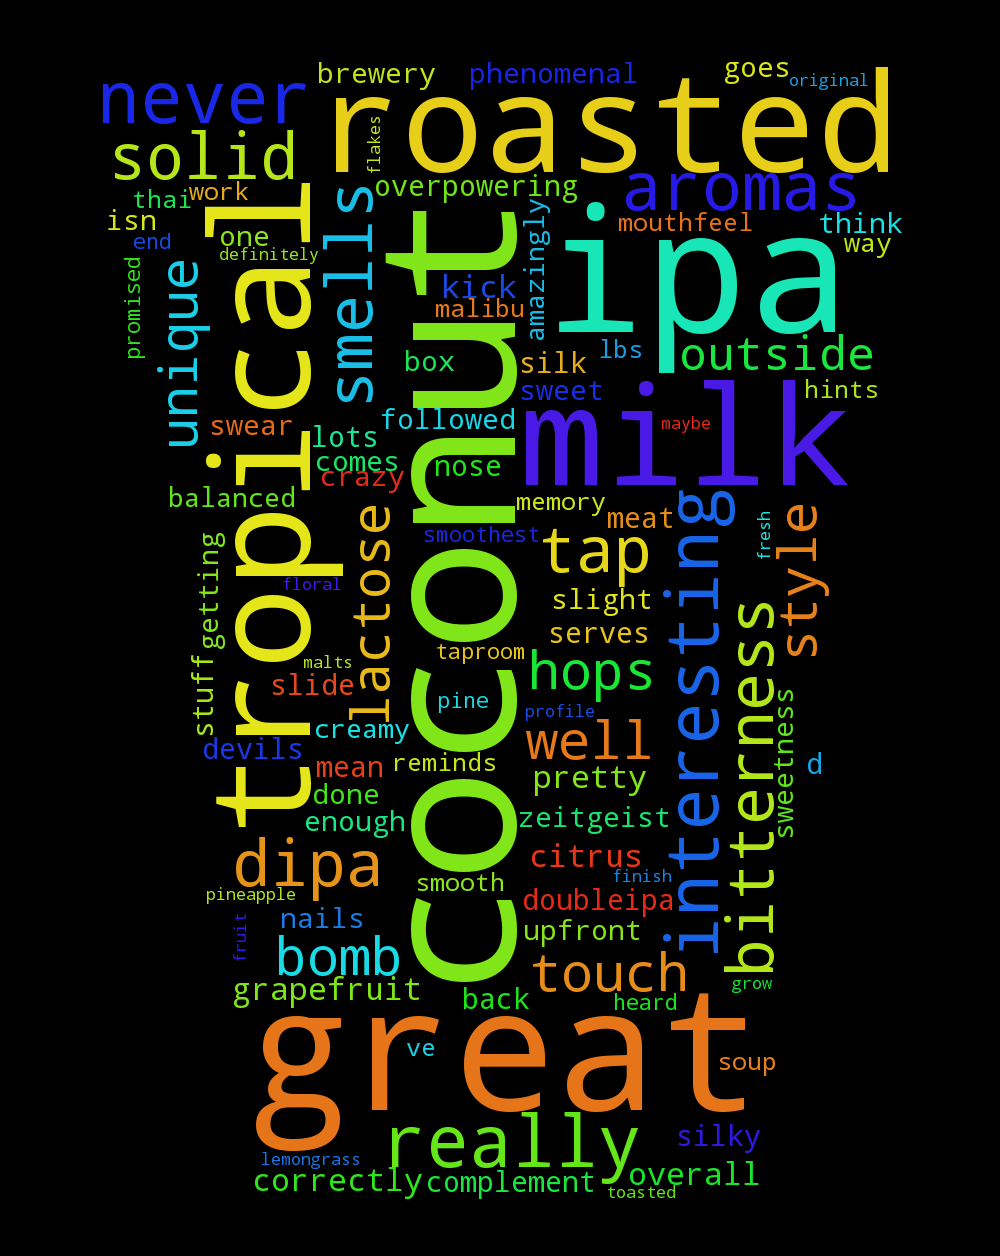 brewery
phenomenal
goes
original
never
roasted
flakes
solid
overpowering
aromas
thai
work
smells
isn
one
mouthfeel
think
end
definitely
way
promised
unique
tropical
coconut
amazingly
ipa
kick
malibu
box
silk
lbs
outside
sweet
milk
hints
swear
followed
maybe
lots
comes
crazy
nose
balanced
memory
meat
smoothest
tap
interesting
fresh
style
getting
floral
lactose
slight
serves
bitterness
malts
taproom
hops
stuff
slide
pine
profile
creamy
well
sweetness
devils
mean
reminds
d
done
pretty
enough
zeitgeist
dipa
citrus
smooth
finish
pineapple
doubleipa
fruit
nails
upfront
bomb
touch
grapefruit
back
heard
grow
great
ve
soup
really
silky
lemongrass
correctly
complement
overall
toasted